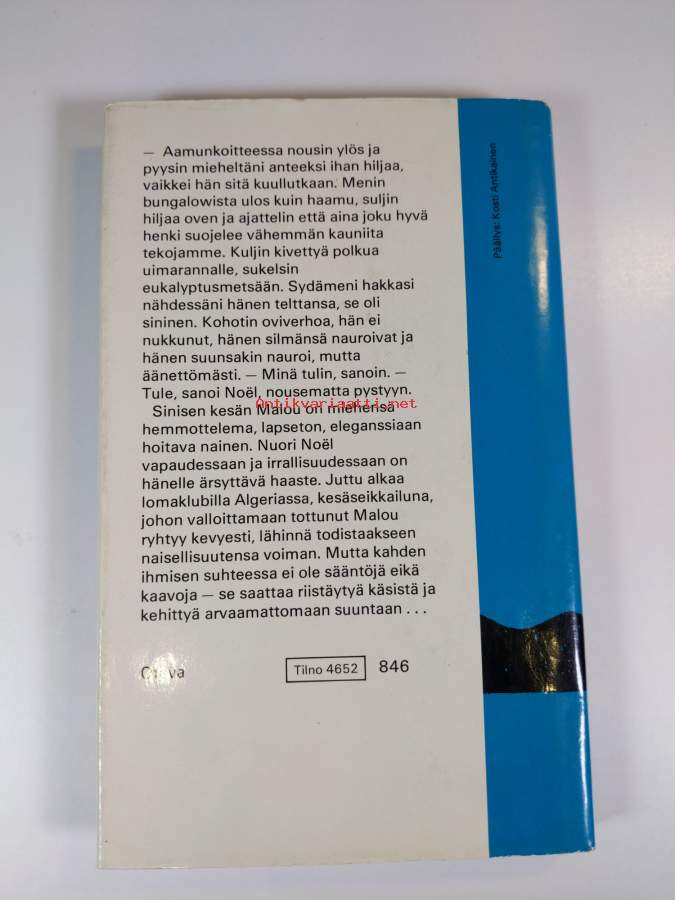 — Aamunkoitteessa nousin ylös ja
pyysin mieheltäni anteeksi ihan hiljaa,
vaikkei hän sitä kuullutkaan. Menin
bungalowista ulos kuin haamu, suljin
hiljaa oven ja ajattelin että aina joku hyvä
henki suojelee vähemmän kauniita
tekojamme. Kuljin kivettyä polkua
uimarannalle, sukelsin
eukalyptusmetsään. Sydämeni hakkasi
nähdessäni hänen telttansa, se oli
sininen. Kohotin oviverhoa, hän ei
nukkunut, hänen silmänsä nauroivat ja
hänen suunsakin nauroi, mutta
äänettömästi. — Minä tulin, sanoin. —
Tule, sanoi Noël, nousematta pystyyn.
Antikvariaatti.net
Sinisen kesän Malou on miehensä
hemmottelema, lapseton, eleganssiaan
hoitava nainen. Nuori Noël
vapaudessaan ja irrallisuudessaan on
hänelle ärsyttävä haaste. Juttu alkaa
lomaklubilla Algeriassa, kesäseikkailuna,
johon valloittamaan tottunut Malou
ryhtyy kevyesti, lähinnä todistaakseen
naisellisuutensa voiman. Mutta kahden
ihmisen suhteessa ei ole sääntöjä eikä
kaavoja — se saattaa riistäytyä käsistä ja
kehittyä arvaamattomaan suuntaan ...
Otava
Tilno 4652
846
Päällys: Kosti Antikainen